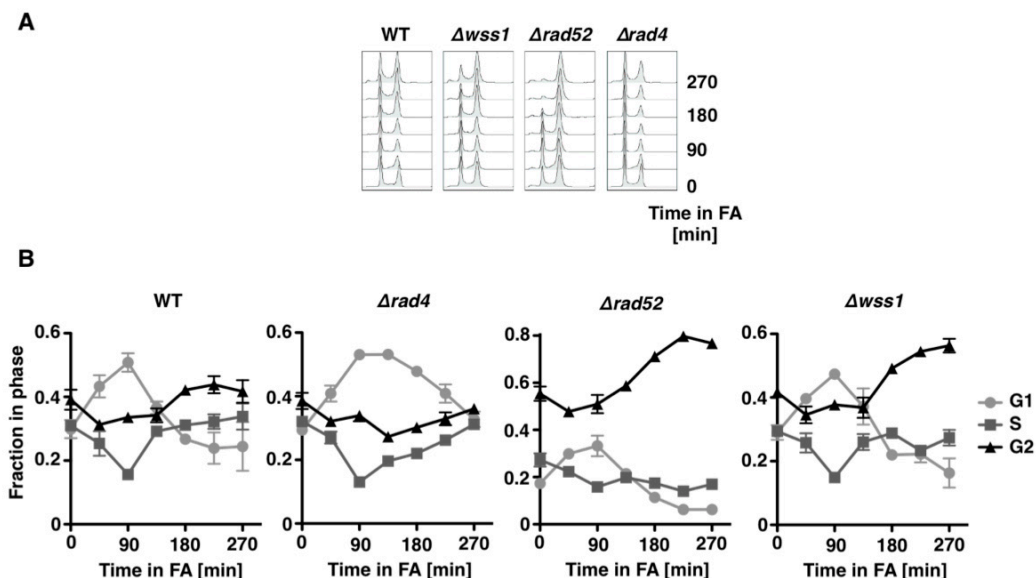 A
WT Δwss1 Δrad52 Δrad4
270
180
90
0
Time in FA
[min]
B
WT Δrad4 Δrad52 Δwss1
Fraction in phase
0.6 0.6 0.8 0.6
0.4 0.4 0.6 0.4
0.2 0.2 0.4 0.2
0 0 0.2 0
0
G1
S
G2
0 90 180 270 0 90 180 270 0 90 180 270 0 90 180 270
Time in FA [min] Time in FA [min] Time in FA [min] Time in FA [min]